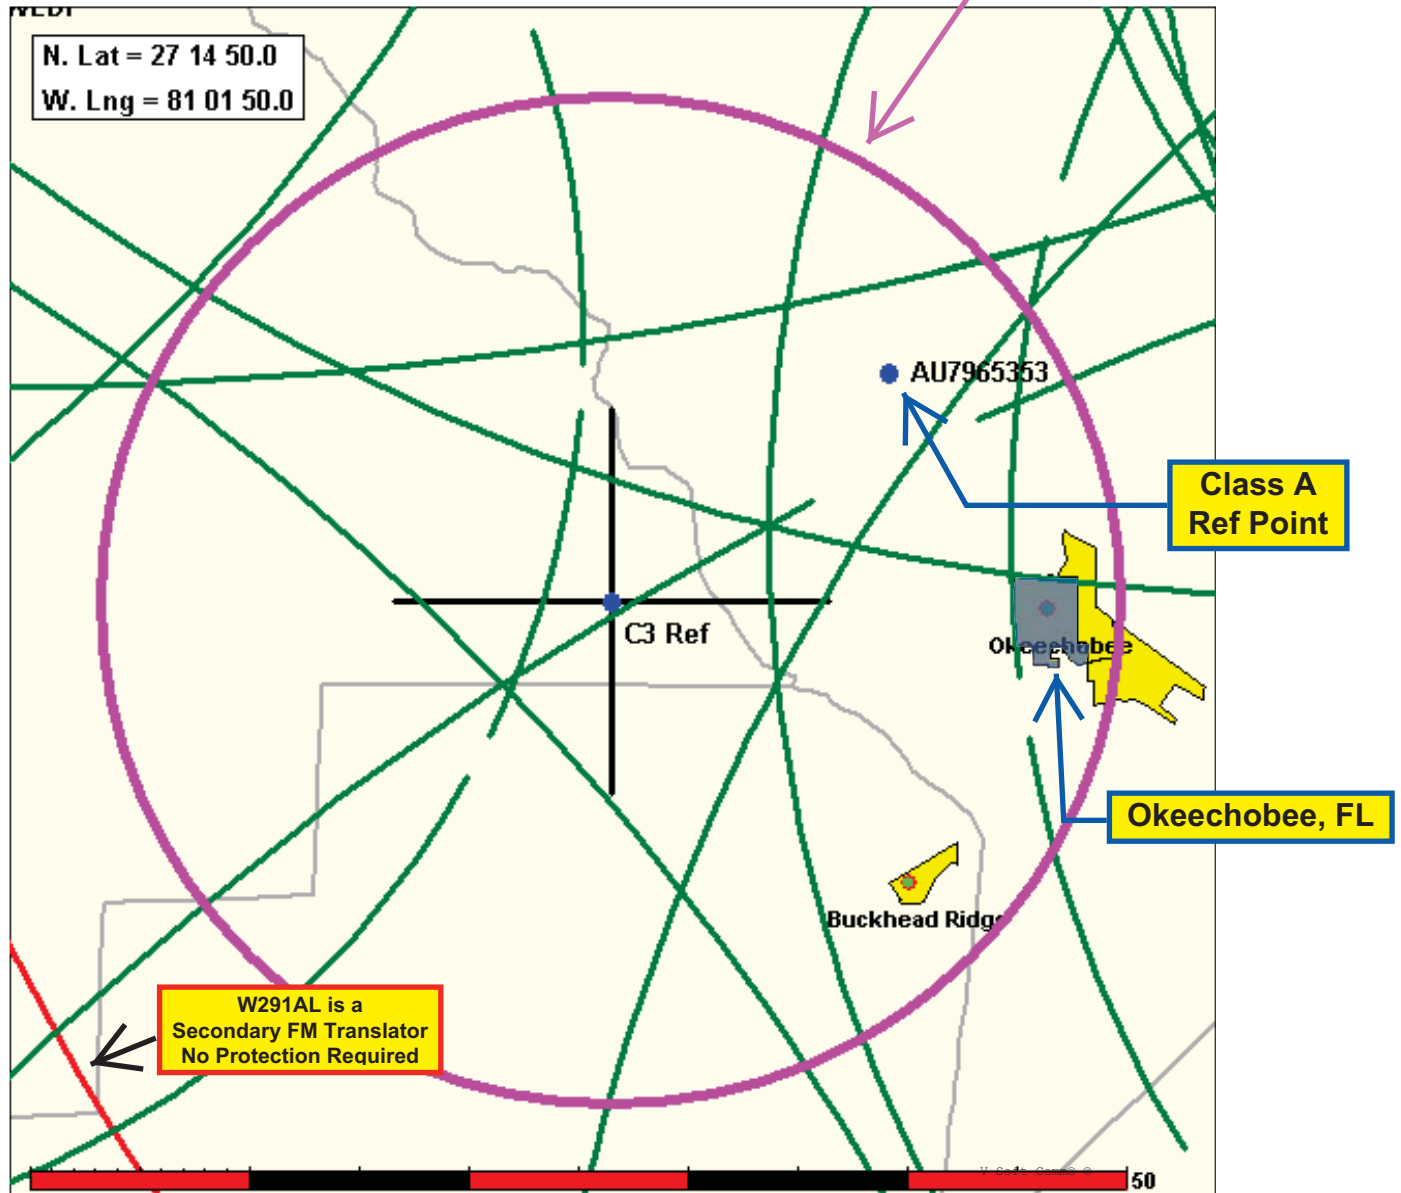 N. Lat = 27 14 50.0
W. Lng = 81 01 50.0
AU7965353
Class A
Ref Point
C3 Ref
Okeechobee
Okeechobee, FL
Buckhead Ridge
W291AL is a
Secondary FM Translator
No Protection Required
50